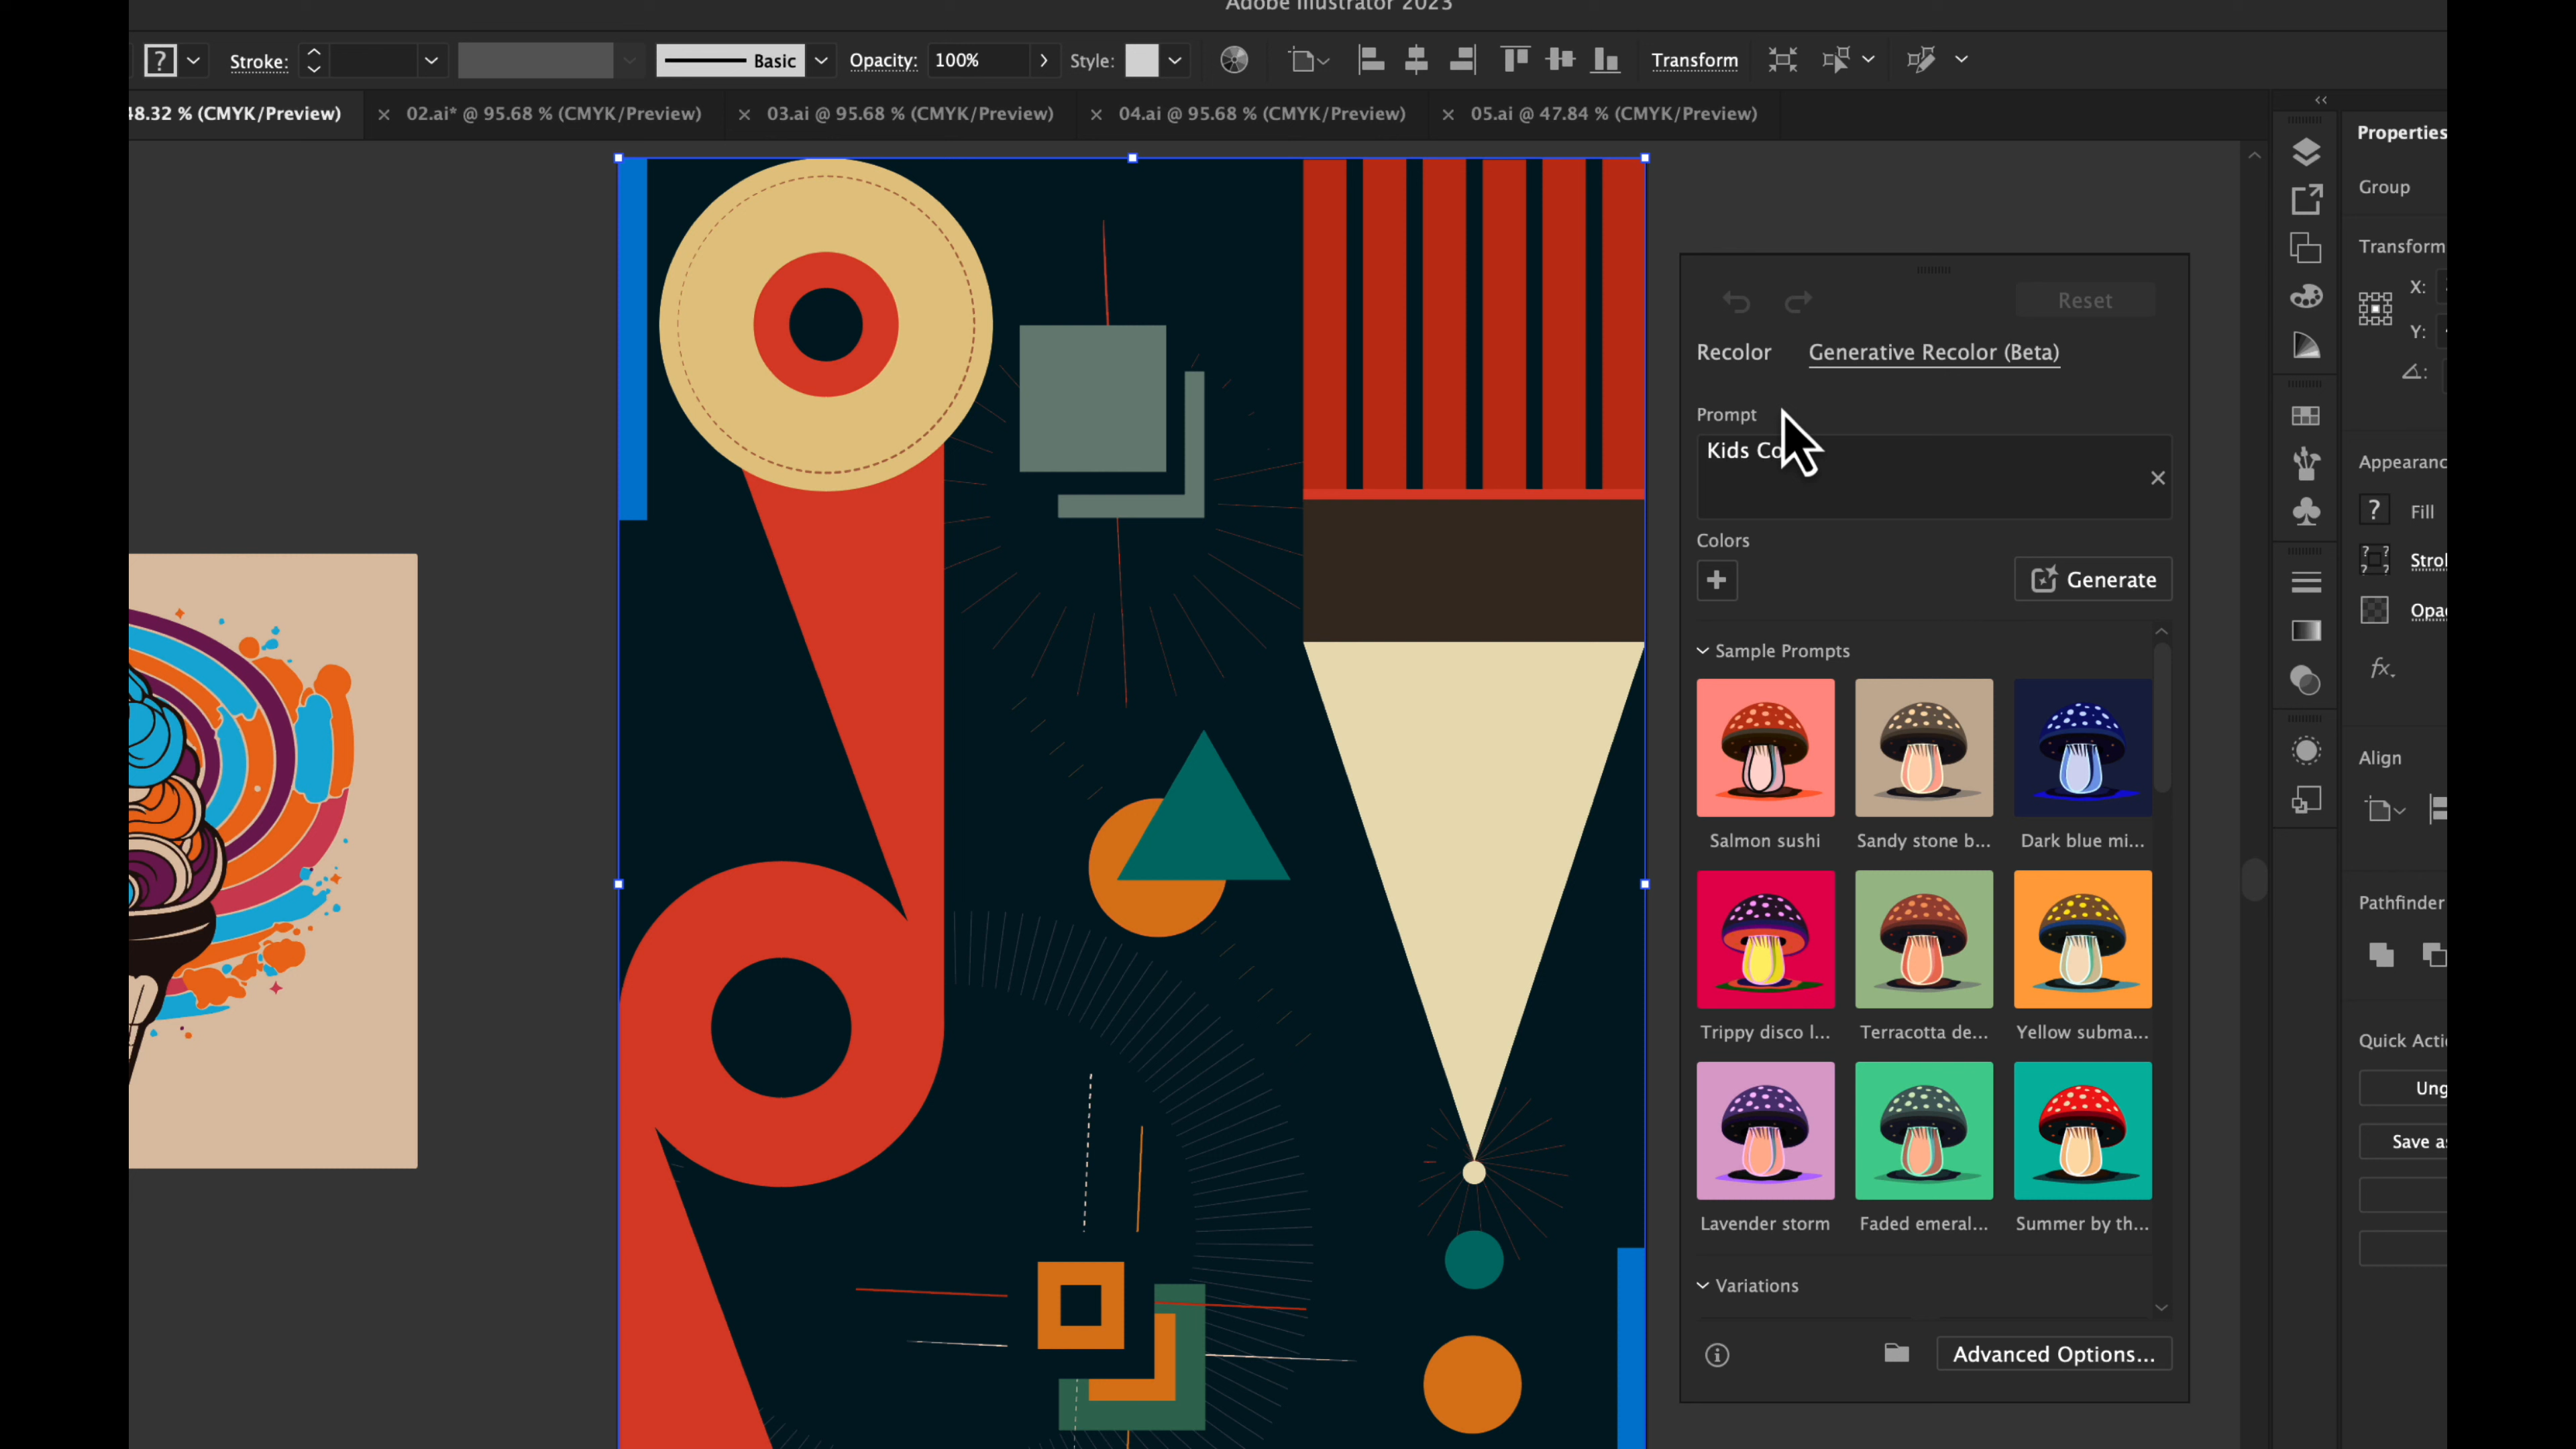 Adobe Illustrator 2023
Stroke:
Basic
Opacity: 100%
Style:
Transform
48.32 % (CMYK/Preview)
× 02.ai* @ 95.68 % (CMYK/Preview)
× 03.ai @ 95.68 % (CMYK/Preview)
× 04.ai @ 95.68 % (CMYK/Preview)
× 05.ai @ 47.84 % (CMYK/Preview)
Properties
Group
Transform
X:
Y:
Reset
Recolor Generative Recolor (Beta)
Prompt
Kids Co
Colors
Generate
Sample Prompts
Salmon sushi Sandy stone b... Dark blue mi...
Trippy disco l... Terracotta de... Yellow subma...
Lavender storm Faded emeral... Summer by th...
Variations
Advanced Options...
Appearanc
? Fill
Strol
Opac
fx.
Align
Pathfinder
Quick Acti
Ung
Save as